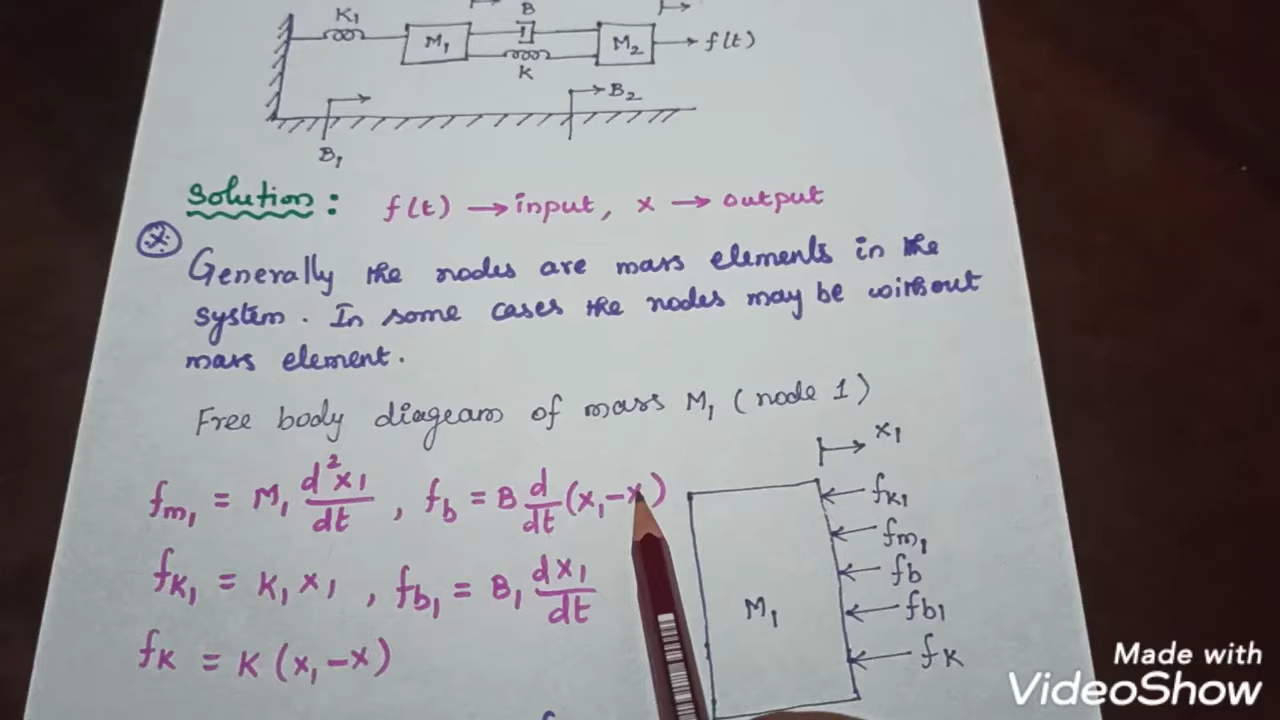 K₁ B
M₁ M₂ f(t)
K
B₂
B₁
Solution: f(t) → input, x → output
Generally the nodes are mass elements in the
system. In some cases the nodes may be without
mass element.
Free body diagram of mass M₁ (node 1)
x₁
fm₁ = M₁ d²x₁/dt, fb = B d/dt (x₁-x)
fK₁ = K₁ x₁, fb₁ = B₁ dx₁/dt
fK = K (x₁-x)
M₁
fK₁
fm₁
fb
fb₁
fK
Made with
VideoShow